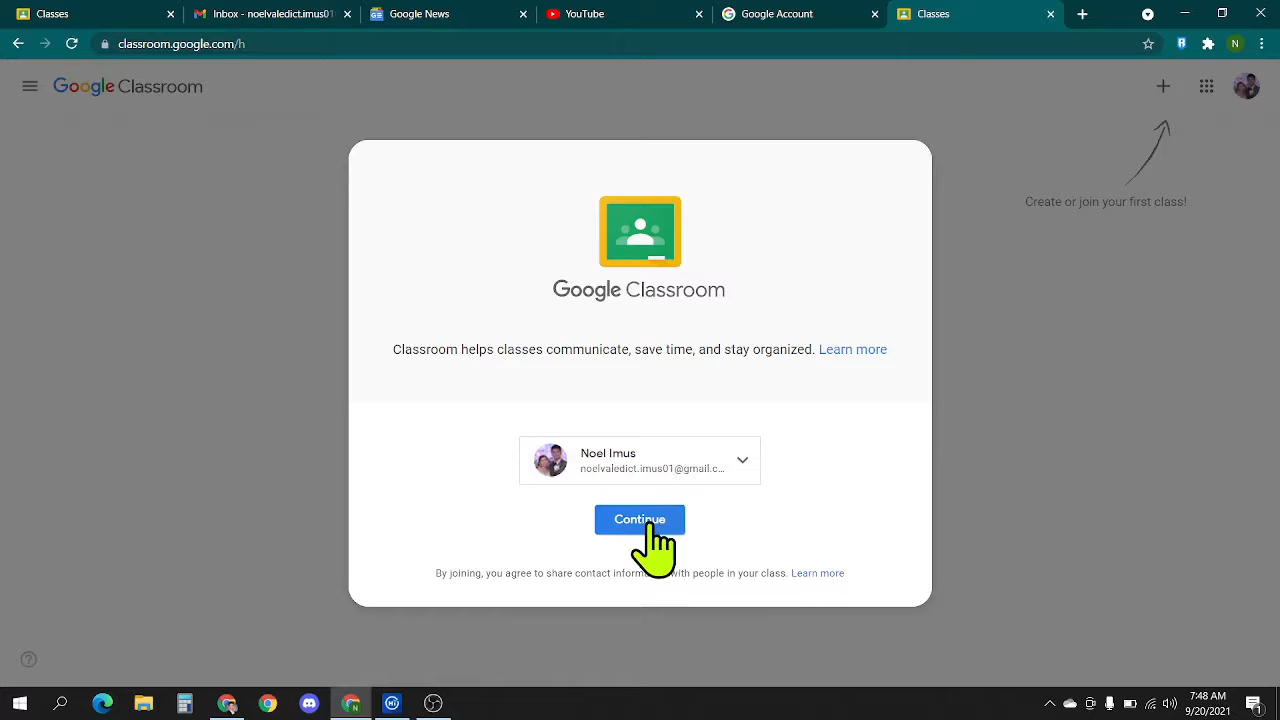 Classes
Inbox - noelvaledict.imus01
Google News
YouTube
Google Account
Classes
classroom.google.com/h
N
Google Classroom
Create or join your first class!
Google Classroom
Classroom helps classes communicate, save time, and stay organized. Learn more
Noel Imus
noelvaledict.imus01@gmail.c...
Continue
By joining, you agree to share contact inform with people in your class. Learn more
7:48 AM
9/20/2021